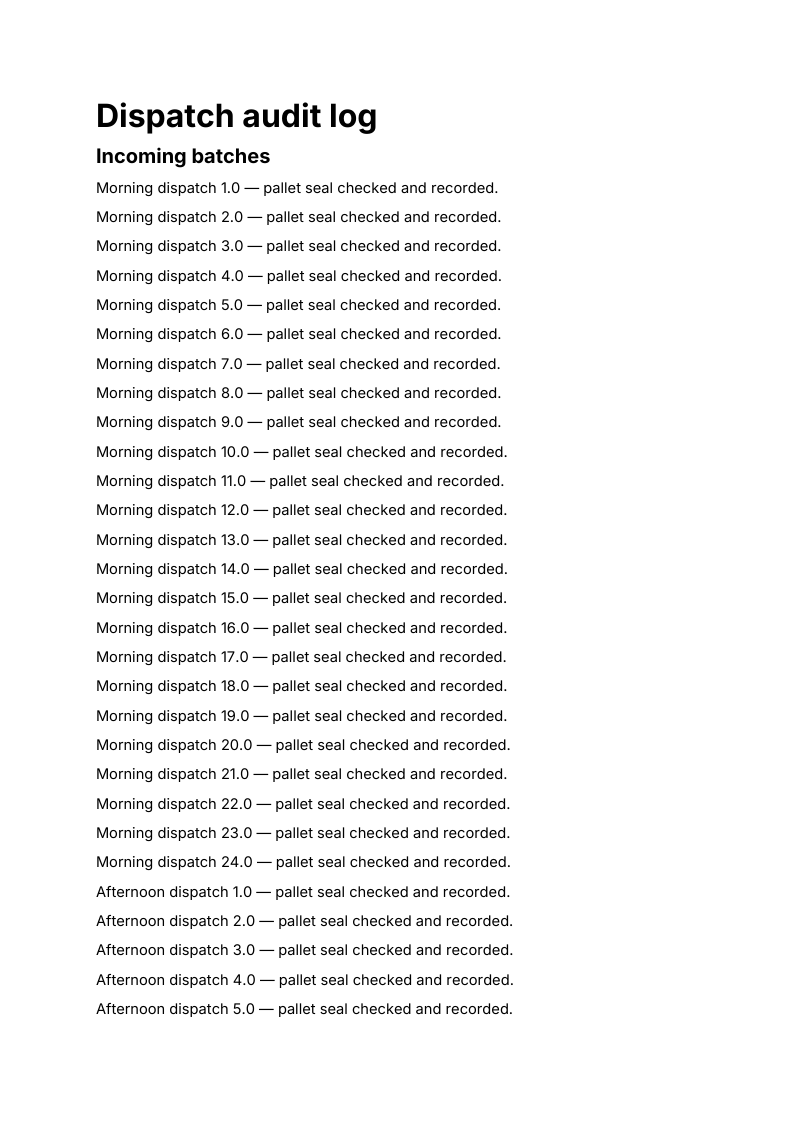 Dispatch audit log
Incoming batches
Morning dispatch 1.0 — pallet seal checked and recorded.
Morning dispatch 2.0 — pallet seal checked and recorded.
Morning dispatch 3.0 — pallet seal checked and recorded.
Morning dispatch 4.0 — pallet seal checked and recorded.
Morning dispatch 5.0 — pallet seal checked and recorded.
Morning dispatch 6.0 — pallet seal checked and recorded.
Morning dispatch 7.0 — pallet seal checked and recorded.
Morning dispatch 8.0 — pallet seal checked and recorded.
Morning dispatch 9.0 — pallet seal checked and recorded.
Morning dispatch 10.0 — pallet seal checked and recorded.
Morning dispatch 11.0 — pallet seal checked and recorded.
Morning dispatch 12.0 — pallet seal checked and recorded.
Morning dispatch 13.0 — pallet seal checked and recorded.
Morning dispatch 14.0 — pallet seal checked and recorded.
Morning dispatch 15.0 — pallet seal checked and recorded.
Morning dispatch 16.0 — pallet seal checked and recorded.
Morning dispatch 17.0 — pallet seal checked and recorded.
Morning dispatch 18.0 — pallet seal checked and recorded.
Morning dispatch 19.0 — pallet seal checked and recorded.
Morning dispatch 20.0 — pallet seal checked and recorded.
Morning dispatch 21.0 — pallet seal checked and recorded.
Morning dispatch 22.0 — pallet seal checked and recorded.
Morning dispatch 23.0 — pallet seal checked and recorded.
Morning dispatch 24.0 — pallet seal checked and recorded.
Afternoon dispatch 1.0 — pallet seal checked and recorded.
Afternoon dispatch 2.0 — pallet seal checked and recorded.
Afternoon dispatch 3.0 — pallet seal checked and recorded.
Afternoon dispatch 4.0 — pallet seal checked and recorded.
Afternoon dispatch 5.0 — pallet seal checked and recorded.